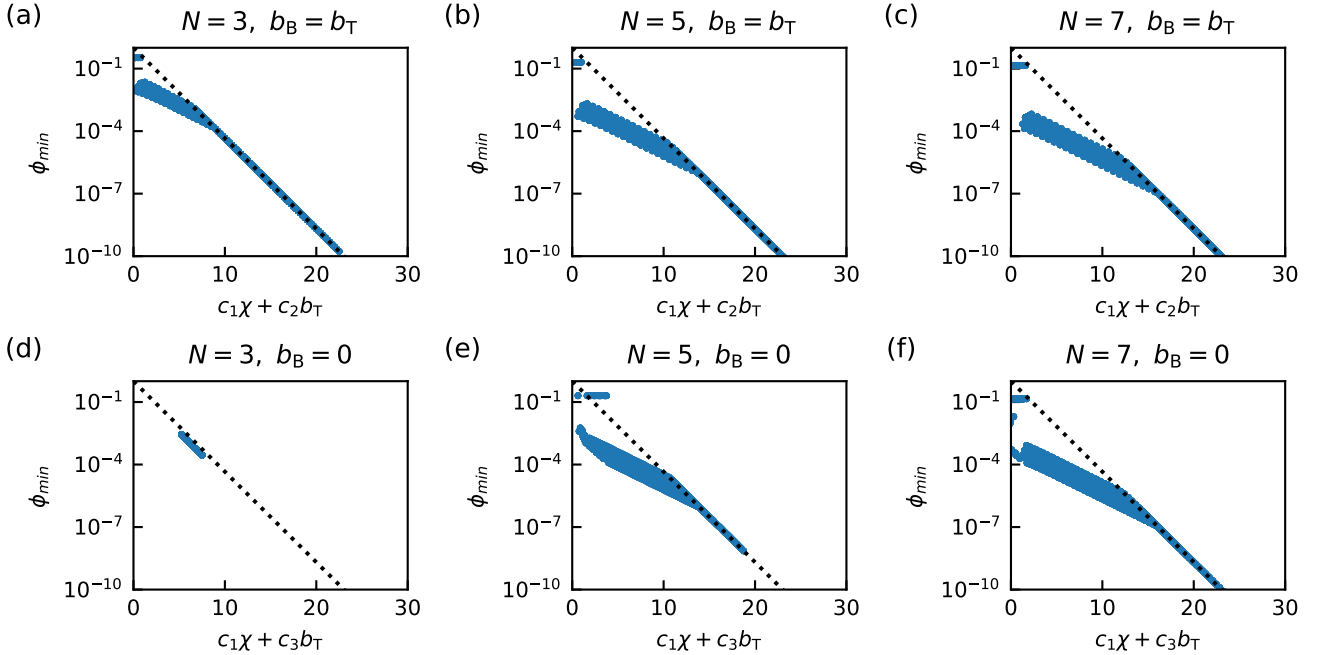 (a) N = 3, b_B = b_T
(b) N = 5, b_B = b_T
(c) N = 7, b_B = b_T
ϕ_min
10^−1
10^−4
10^−7
10^−10
0 10 20 30
c_1χ + c_2b_T
ϕ_min
10^−1
10^−4
10^−7
10^−10
0 10 20 30
c_1χ + c_2b_T
ϕ_min
10^−1
10^−4
10^−7
10^−10
0 10 20 30
c_1χ + c_2b_T
(d) N = 3, b_B = 0
(e) N = 5, b_B = 0
(f) N = 7, b_B = 0
ϕ_min
10^−1
10^−4
10^−7
10^−10
0 10 20 30
c_1χ + c_3b_T
ϕ_min
10^−1
10^−4
10^−7
10^−10
0 10 20 30
c_1χ + c_3b_T
ϕ_min
10^−1
10^−4
10^−7
10^−10
0 10 20 30
c_1χ + c_3b_T